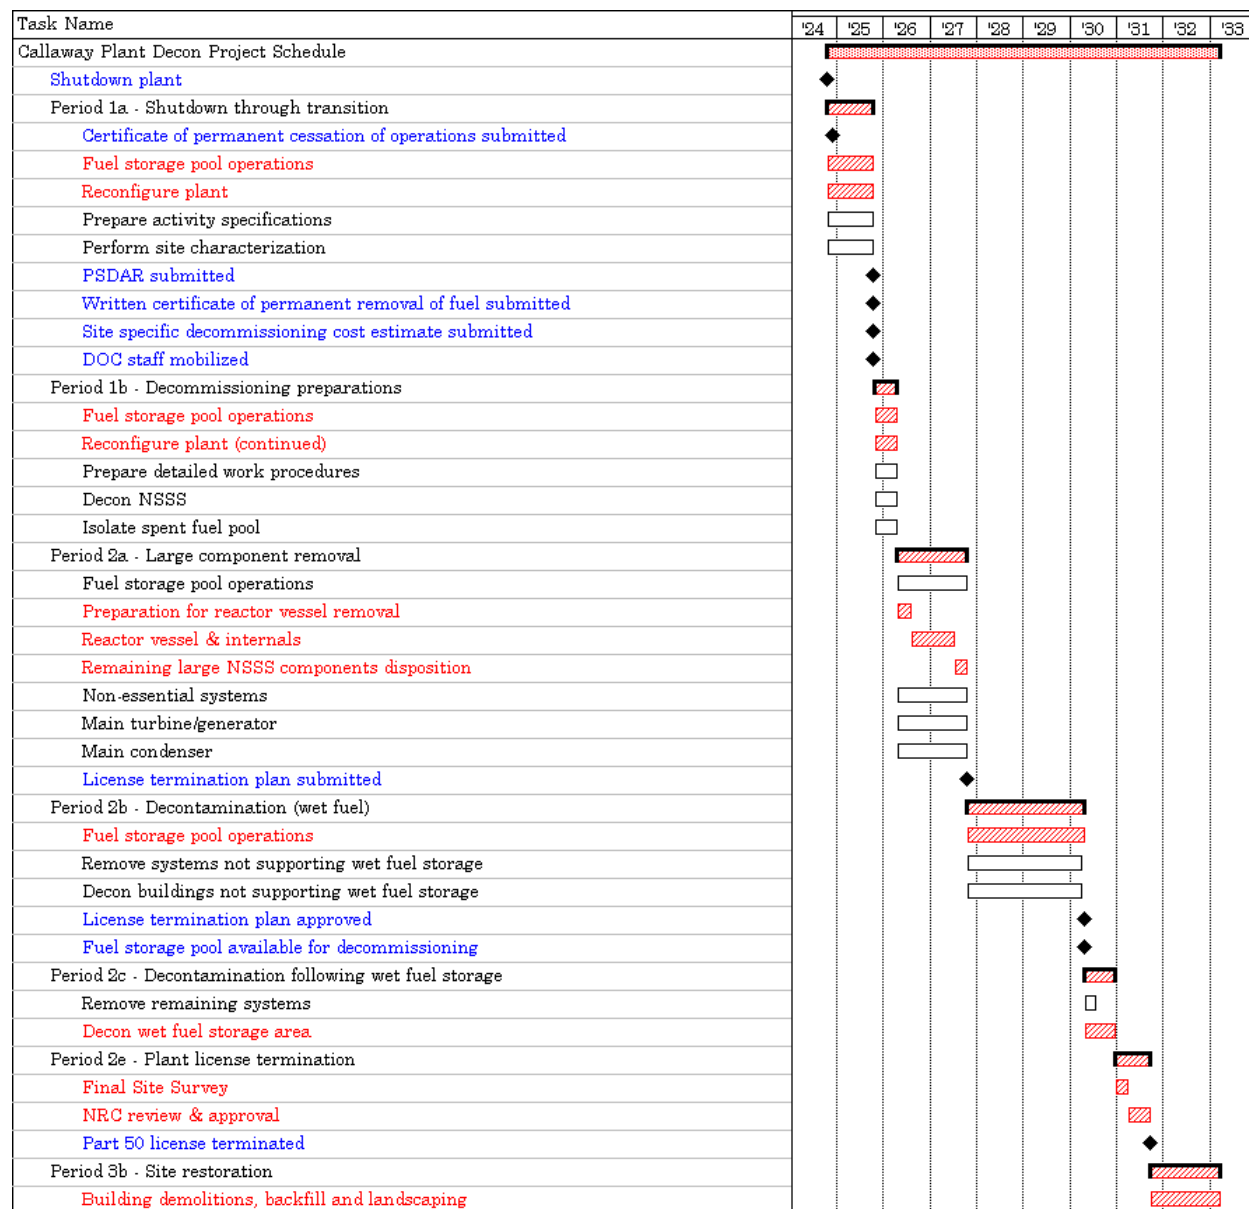 Task Name '24 '25 '26 '27 '28 '29 '30 '31 '32 '33
Callaway Plant Decon Project Schedule
Shutdown plant
Period 1a - Shutdown through transition
Certificate of permanent cessation of operations submitted
Fuel storage pool operations
Reconfigure plant
Prepare activity specifications
Perform site characterization
PSDAR submitted
Written certificate of permanent removal of fuel submitted
Site specific decommissioning cost estimate submitted
DOC staff mobilized
Period 1b - Decommissioning preparations
Fuel storage pool operations
Reconfigure plant (continued)
Prepare detailed work procedures
Decon NSSS
Isolate spent fuel pool
Period 2a - Large component removal
Fuel storage pool operations
Preparation for reactor vessel removal
Reactor vessel & internals
Remaining large NSSS components disposition
Non-essential systems
Main turbine/generator
Main condenser
License termination plan submitted
Period 2b - Decontamination (wet fuel)
Fuel storage pool operations
Remove systems not supporting wet fuel storage
Decon buildings not supporting wet fuel storage
License termination plan approved
Fuel storage pool available for decommissioning
Period 2c - Decontamination following wet fuel storage
Remove remaining systems
Decon wet fuel storage area
Period 2e - Plant license termination
Final Site Survey
NRC review & approval
Part 50 license terminated
Period 3b - Site restoration
Building demolitions, backfill and landscaping